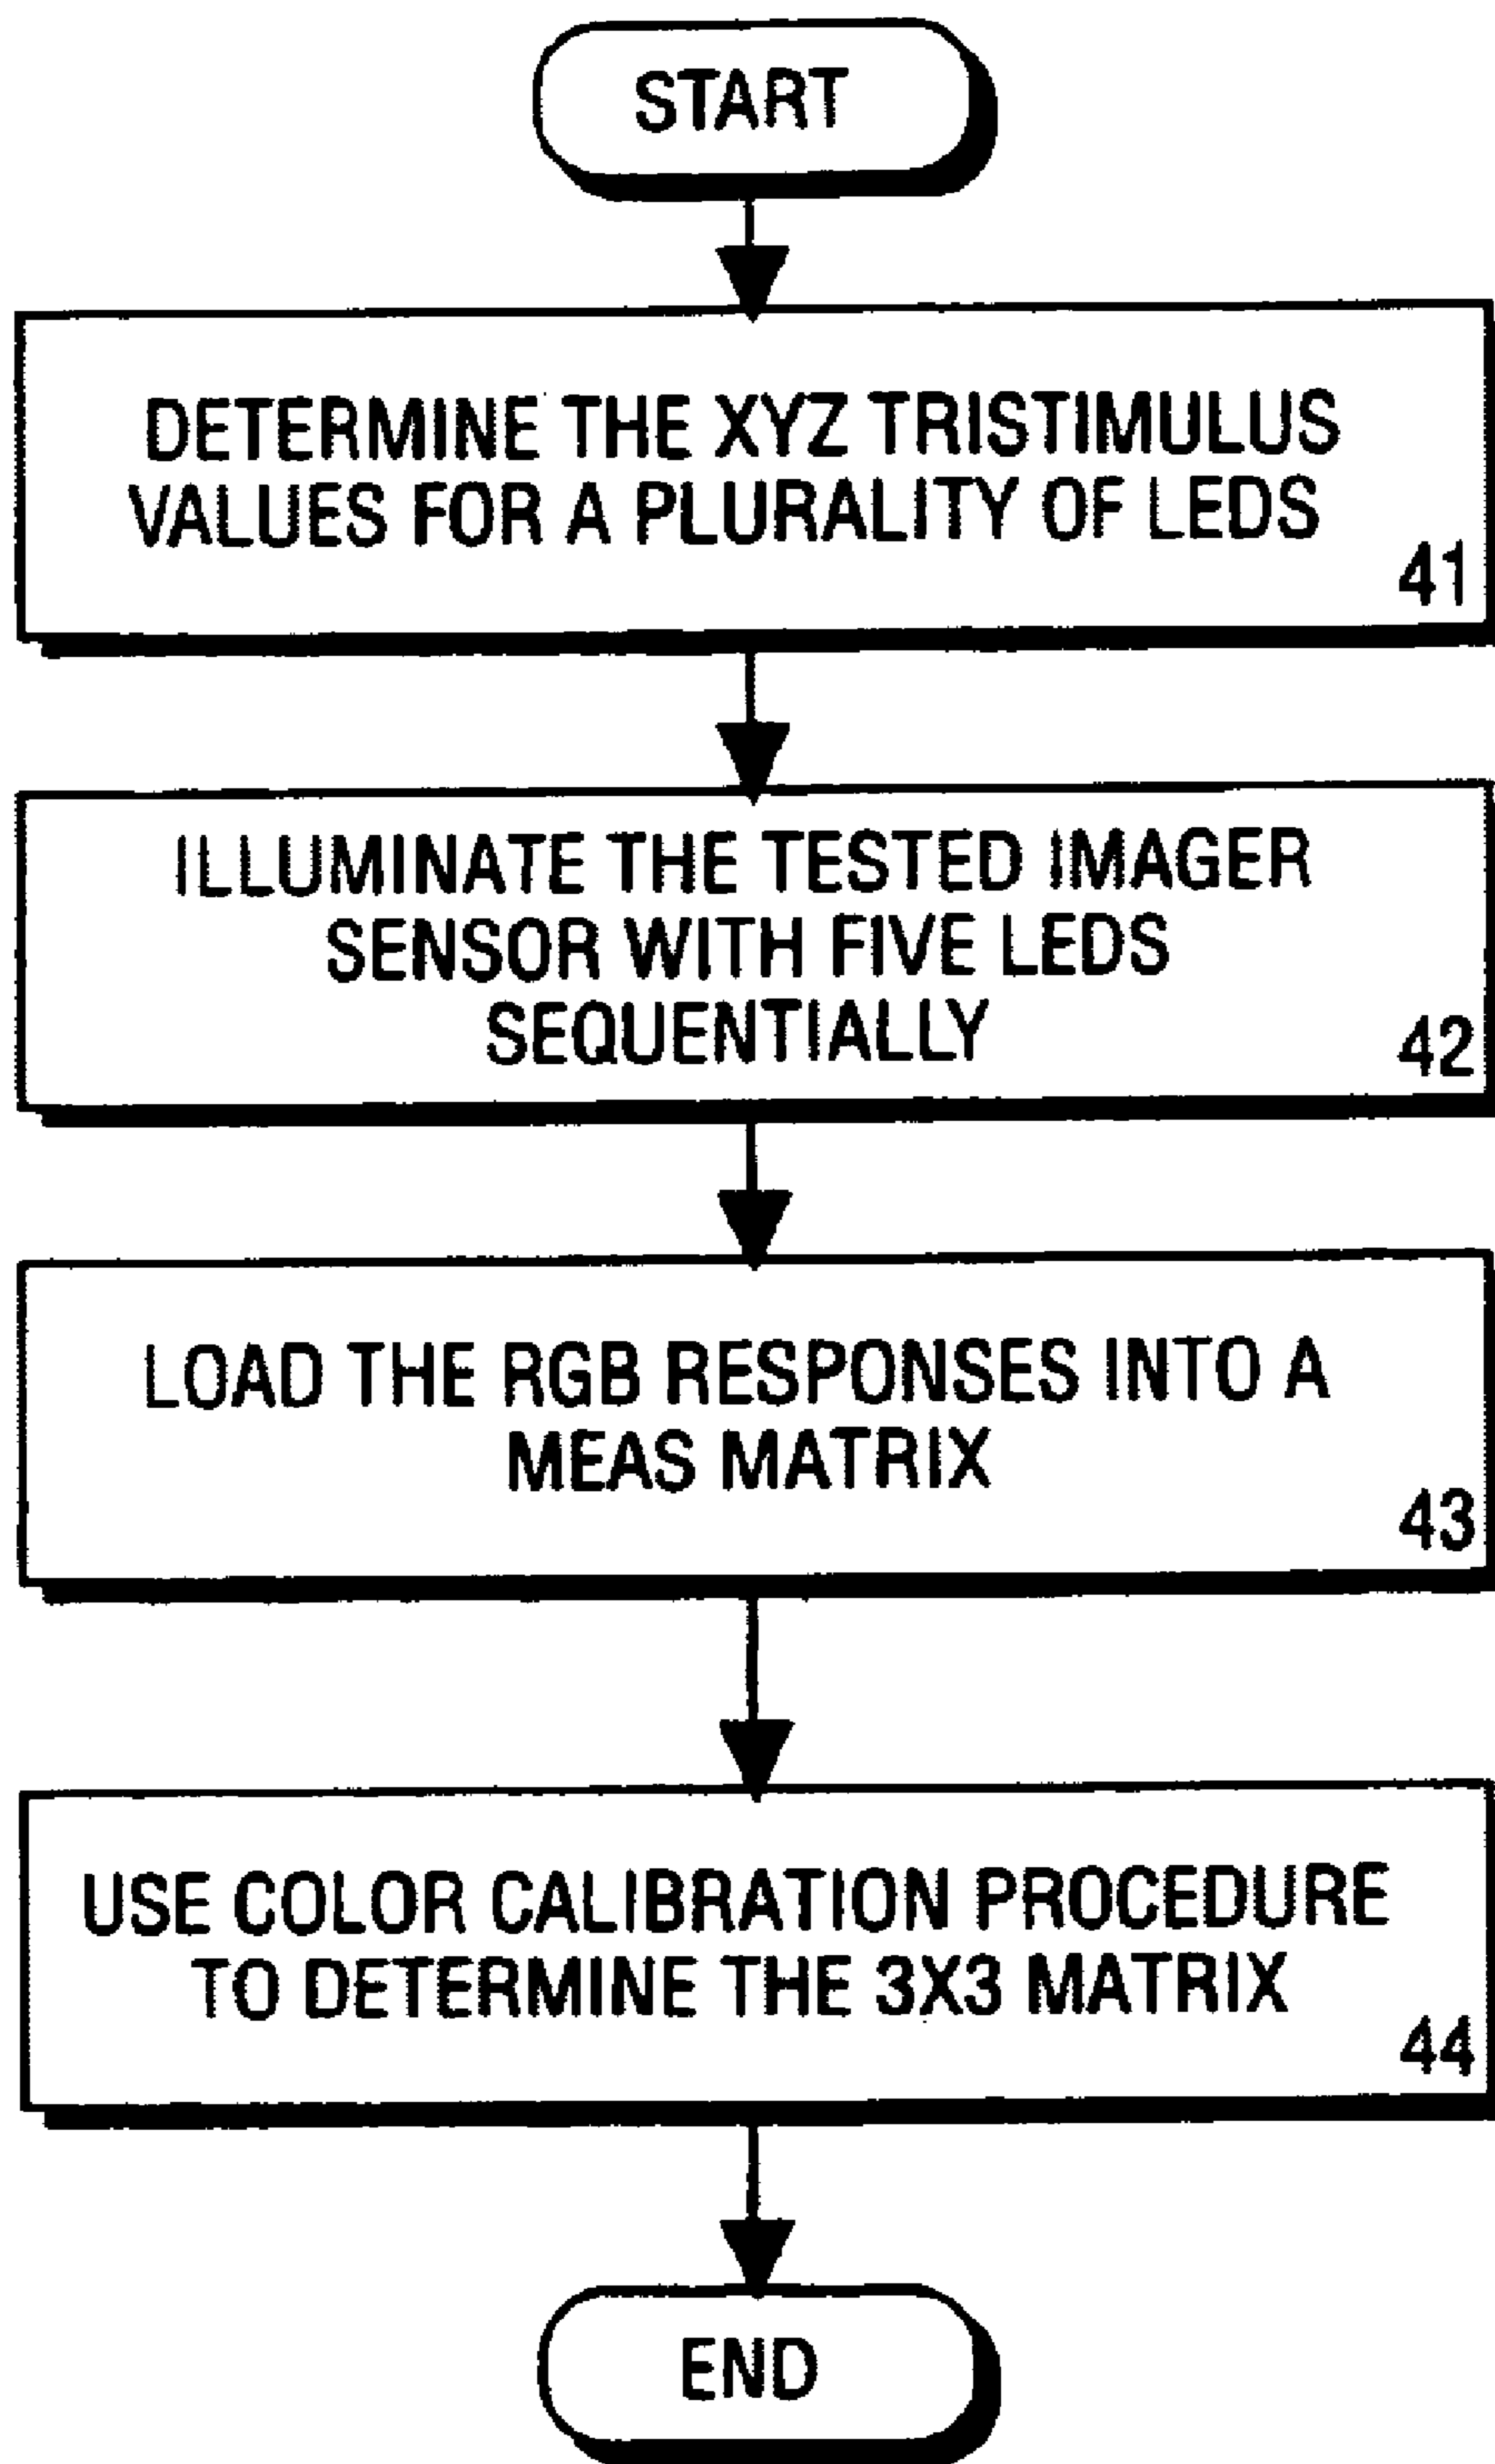 START
DETERMINE THE XYZ TRISTIMULUS
VALUES FOR A PLURALITY OF LEDS
41
ILLUMINATE THE TESTED IMAGER
SENSOR WITH FIVE LEDS
SEQUENTIALLY
42
LOAD THE RGB RESPONSES INTO A
MEAS MATRIX
43
USE COLOR CALIBRATION PROCEDURE
TO DETERMINE THE 3X3 MATRIX
44
END